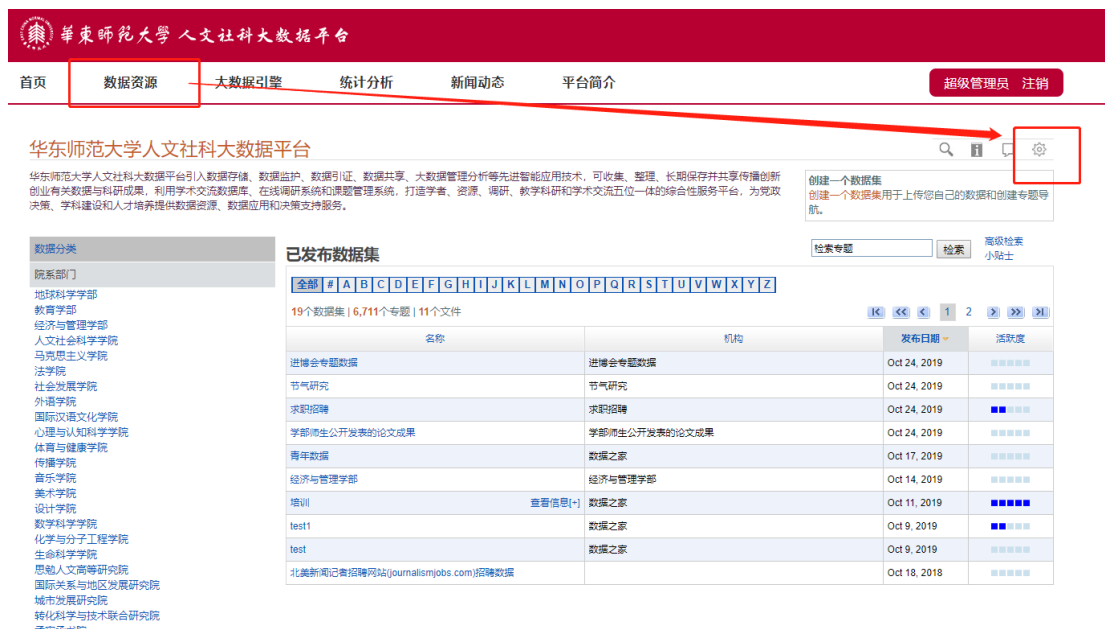 華東師範大學 人文社科大数据平台
首页 数据资源 大数据引擎 统计分析 新闻动态 平台简介 超级管理员 注销
华东师范大学人文社科大数据平台
华东师范大学人文社科大数据平台引入数据存储、数据监护、数据引证、数据共享、大数据管理分析等先进智能应用技术，可收集、整理、长期保存并共享传播创新
创业有关数据与科研成果，利用学术交流数据库、在线调研系统和课题管理系统，打造学者、资源、调研、教学科研和学术交流五位一体的综合性服务平台，为党政
决策、学科建设和人才培养提供数据资源、数据应用和决策支持服务。
创建一个数据集
创建一个数据集用于上传您自己的数据和创建专题导
航。
数据分类
院系部门
地球科学学部
教育学部
经济与管理学部
人文社会科学学院
马克思主义学院
法学院
社会发展学院
外语学院
国际汉语文化学院
心理与认知科学学院
体育与健康学院
传播学院
音乐学院
美术学院
设计学院
数学科学学院
化学与分子工程学院
生命科学学院
思勉人文高等研究院
国际关系与地区发展研究院
城市发展研究院
转化科学与技术联合研究院
已发布数据集
检索专题 检索 高级检索
小贴士
全部 # A B C D E F G H I J K L M N O P Q R S T U V W X Y Z
19个数据集 | 6,711个专题 | 11个文件
1 2
名称 机构 发布日期 活跃度
进博会专题数据 进博会专题数据 Oct 24, 2019
节气研究 节气研究 Oct 24, 2019
求职招聘 求职招聘 Oct 24, 2019
学部师生公开发表的论文成果 学部师生公开发表的论文成果 Oct 24, 2019
青年数据 数据之家 Oct 17, 2019
经济与管理学部 经济与管理学部 Oct 14, 2019
培训 查看信息[+] 数据之家 Oct 11, 2019
test1 数据之家 Oct 9, 2019
test 数据之家 Oct 9, 2019
北美新闻记者招聘网站(journalismjobs.com)招聘数据 Oct 18, 2018